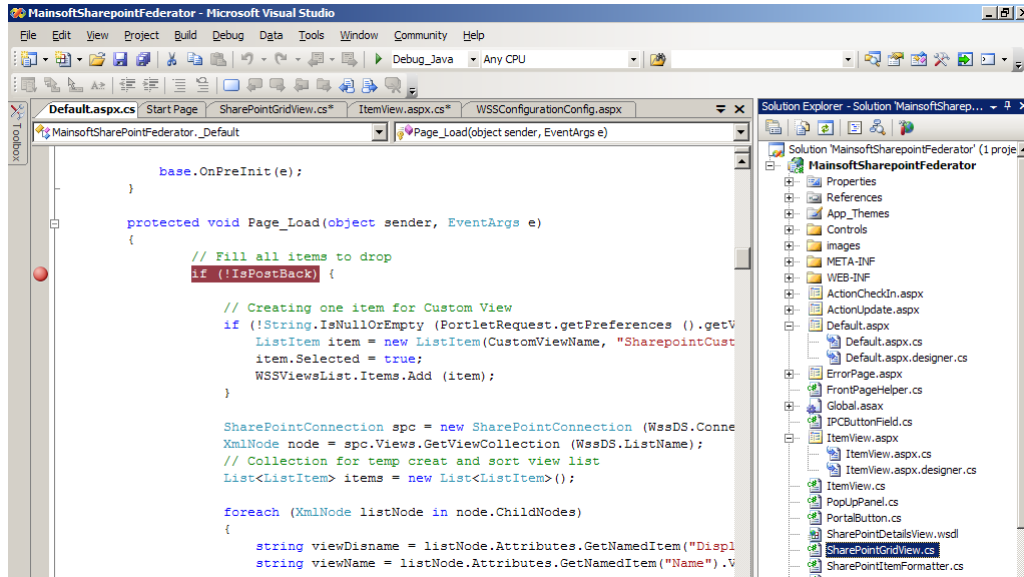 MainsoftSharepointFederator - Microsoft Visual Studio
File Edit View Project Build Debug Data Tools Window Community Help
Debug_Java Any CPU
Default.aspx.cs Start Page SharePointGridView.cs* ItemView.aspx.cs* WSSConfigurationConfig.aspx
MainsoftSharePointFederator._Default Page_Load(object sender, EventArgs e)
Toolbox
base.OnPreInit(e);
}
protected void Page_Load(object sender, EventArgs e)
{
// Fill all items to drop
if (!IsPostBack) {
// Creating one item for Custom View
if (!String.IsNullOrEmpty (PortletRequest.getPreferences ().getV
ListItem item = new ListItem(CustomViewName, "SharepointCust
item.Selected = true;
WSSViewsList.Items.Add (item);
}
SharePointConnection spc = new SharePointConnection (WssDS.Conne
XmlNode node = spc.Views.GetViewCollection (WssDS.ListName);
// Collection for temp creat and sort view list
List<ListItem> items = new List<ListItem>();
foreach (XmlNode listNode in node.ChildNodes)
{
string viewDisname = listNode.Attributes.GetNamedItem("Displ
string viewName = listNode.Attributes.GetNamedItem("Name").V
Solution Explorer - Solution 'MainsoftSharep...
Solution 'MainsoftSharepointFederator' (1 proje
MainsoftSharepointFederator
Properties
References
App_Themes
Controls
images
META-INF
WEB-INF
ActionCheckIn.aspx
ActionUpdate.aspx
Default.aspx
Default.aspx.cs
Default.aspx.designer.cs
ErrorPage.aspx
FrontPageHelper.cs
Global.asax
IPCButtonField.cs
ItemView.aspx
ItemView.aspx.cs
ItemView.aspx.designer.cs
ItemView.cs
PopUpPanel.cs
PortalButton.cs
SharePointDetailsView.wsdl
SharePointGridView.cs
SharePointItemFormatter.cs